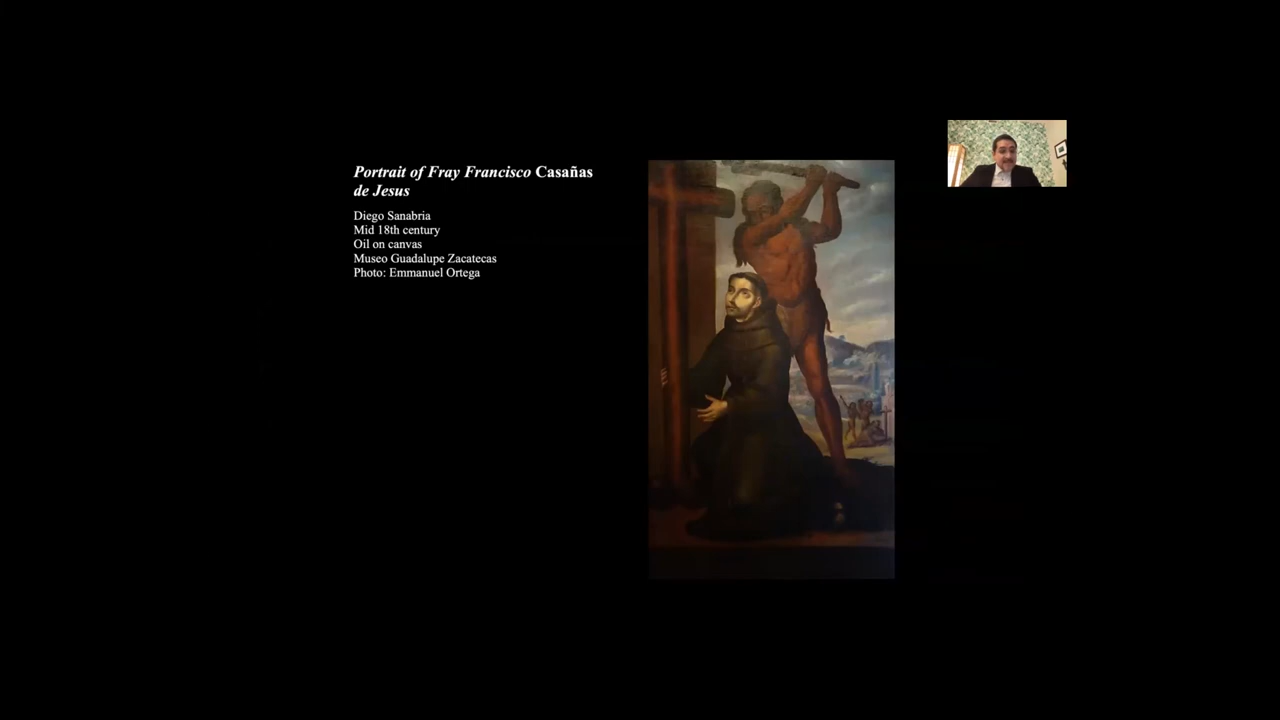 Portrait of Fray Francisco Casañas
de Jesus
Diego Sanabria
Mid 18th century
Oil on canvas
Museo Guadalupe Zacatecas
Photo: Emmanuel Ortega